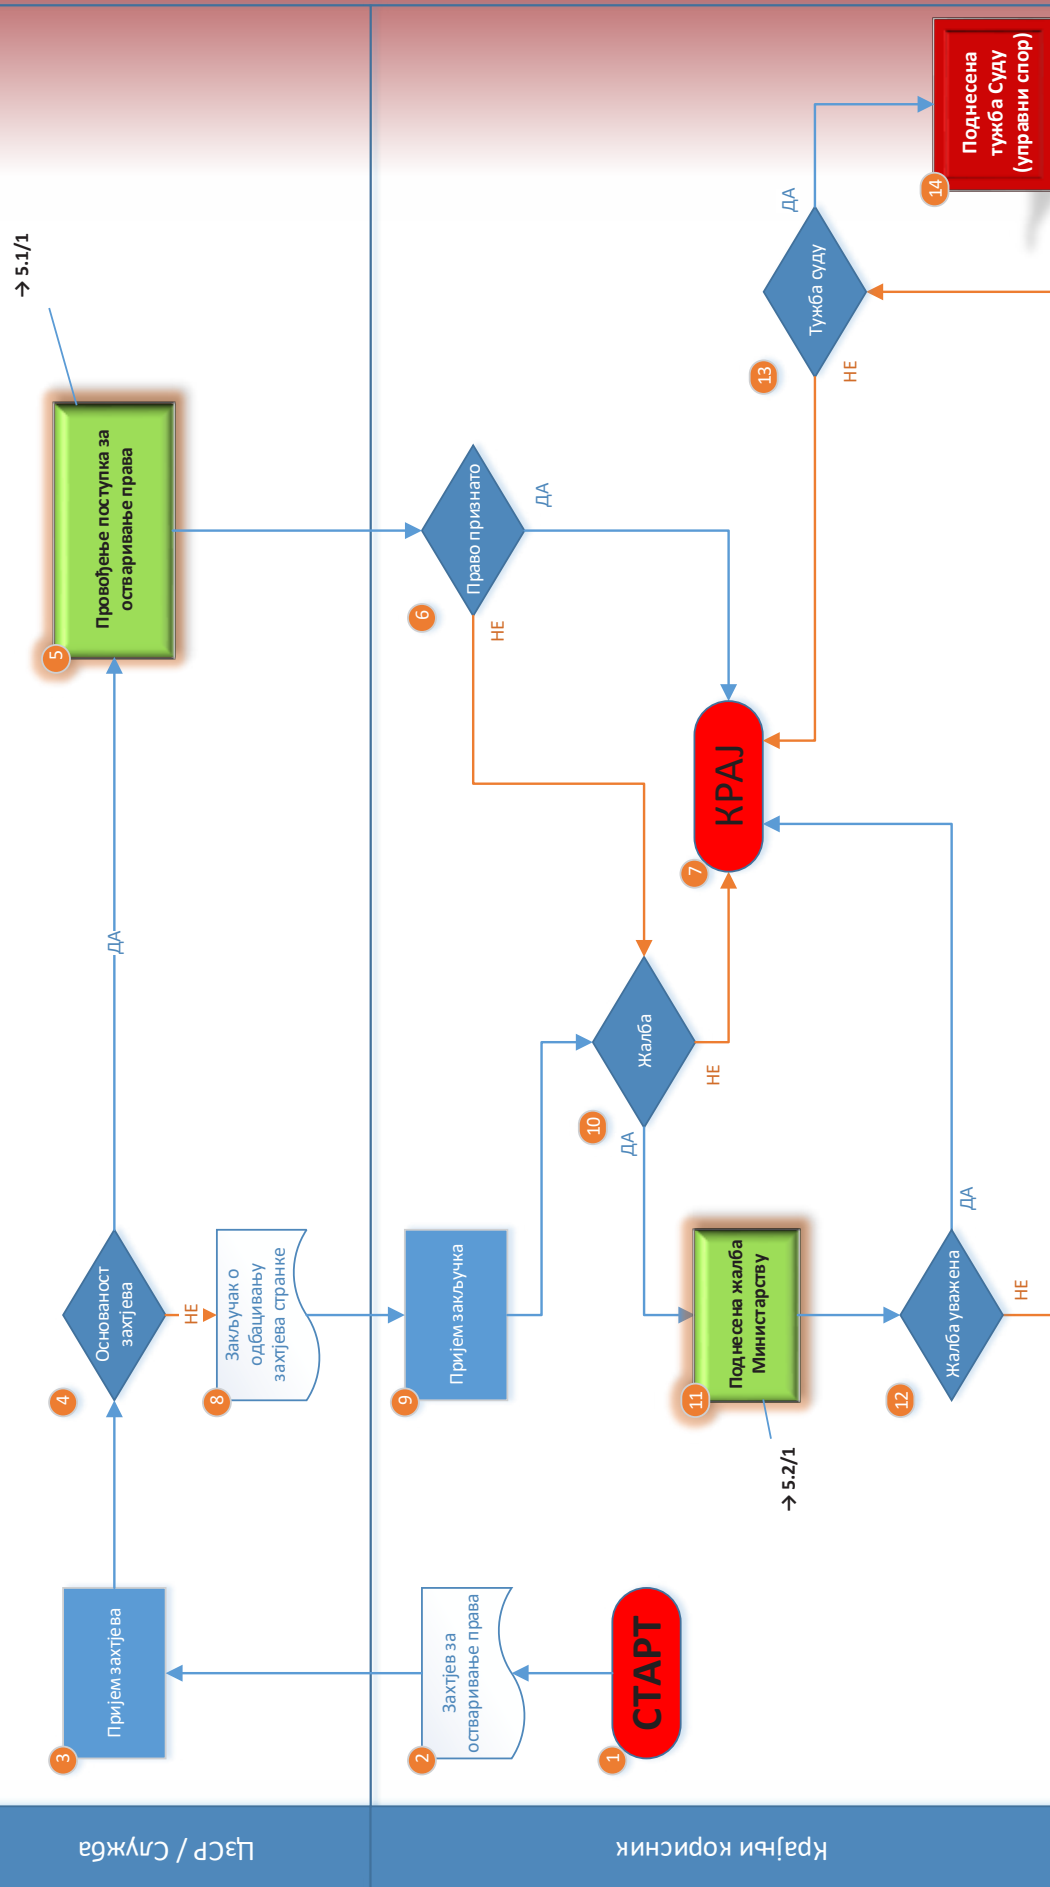 ЦзСР / Служба
Крајњи корисник
1
СТАРТ
2
Захтјев за
остваривање права
3
Пријем захтјева
4
Основаност
захтјева
ДА
НЕ
5
Провођење поступка за
остваривање права
→ 5.1/1
6
Право признато
ДА
НЕ
7
КРАЈ
8
Закључак о
одбацивању
захтјева странке
9
Пријем закључка
10
Жалба
ДА
НЕ
11
Поднесена жалба
Министарству
→ 5.2/1
12
Жалба уважена
ДА
НЕ
13
Тужба суду
ДА
НЕ
14
Поднесена
тужба Суду
(управни спор)